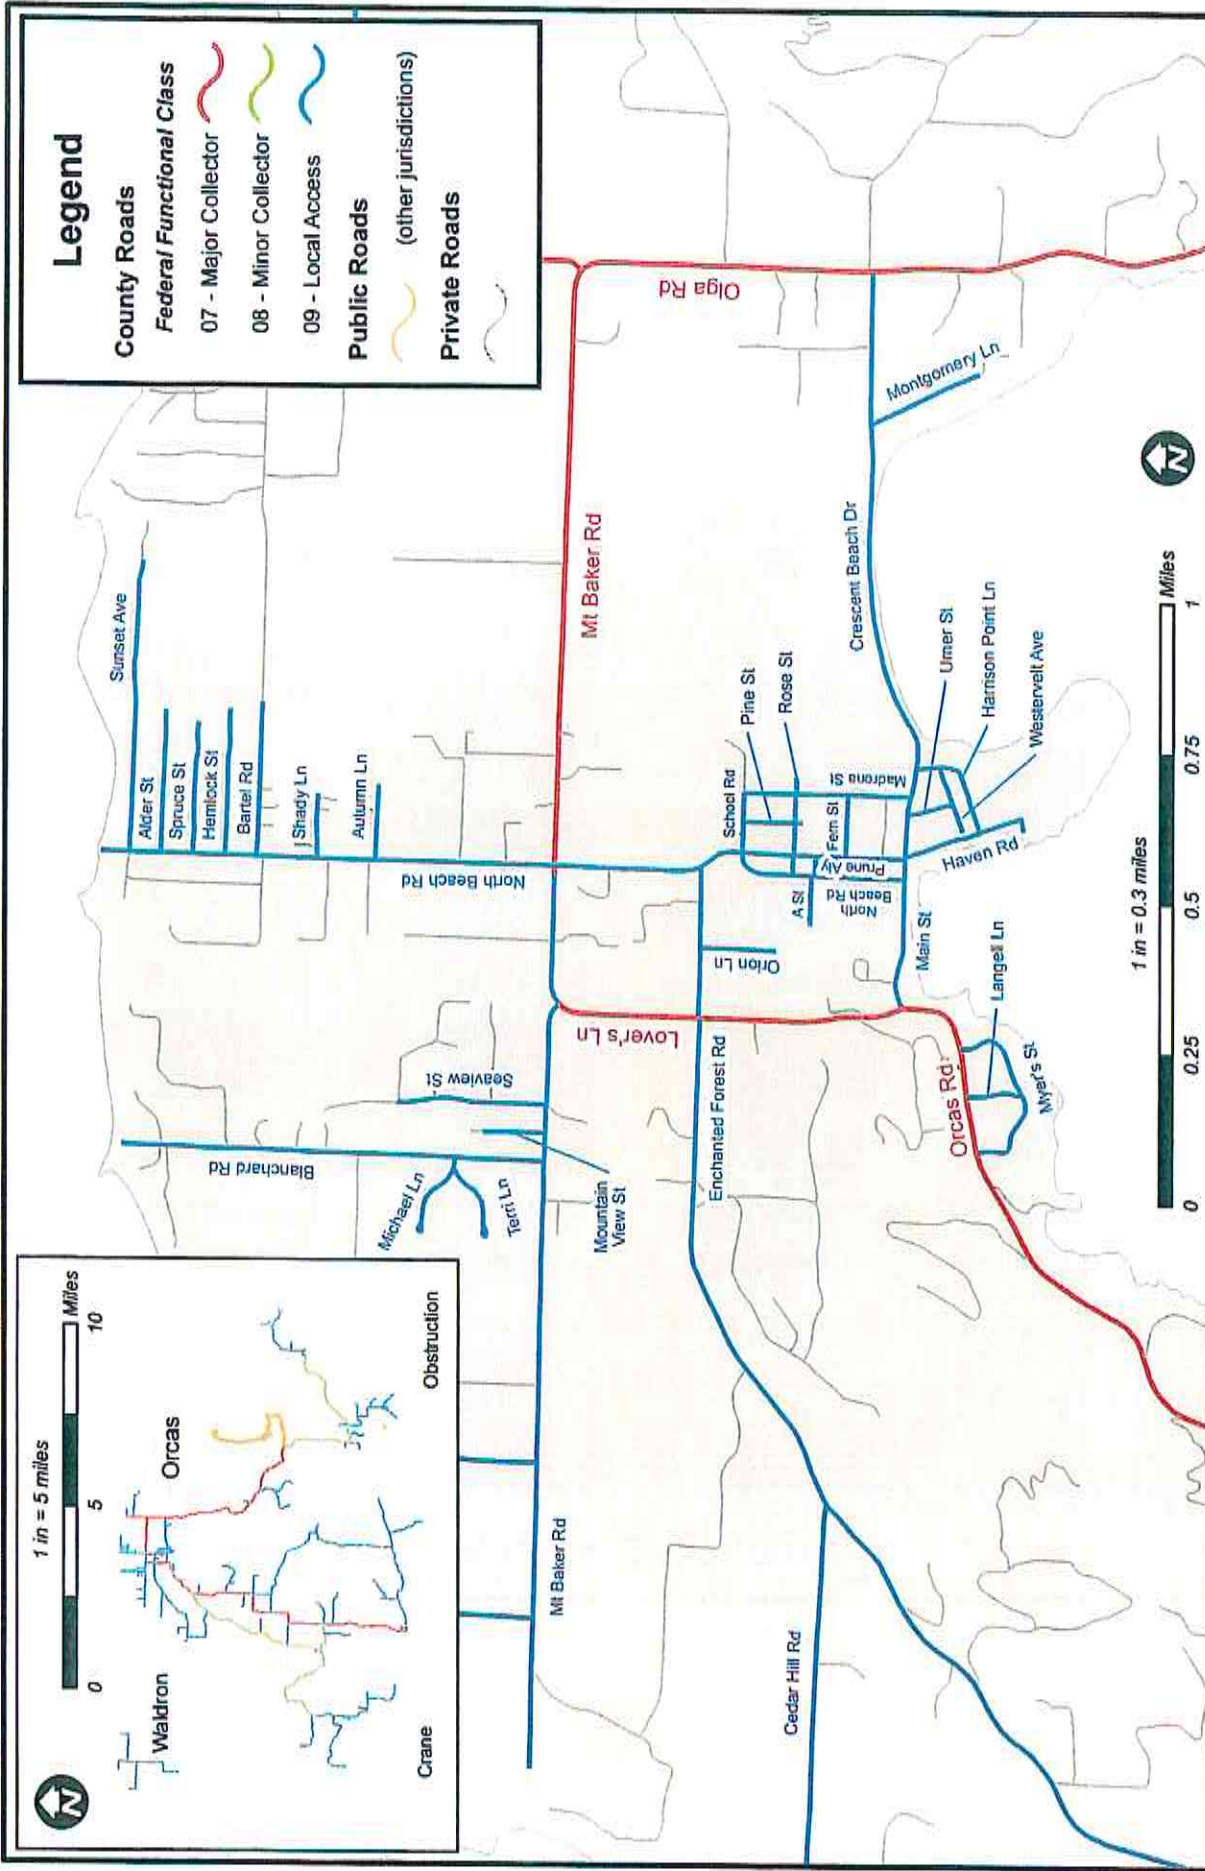 Legend
County Roads
Federal Functional Class
07 - Major Collector
08 - Minor Collector
09 - Local Access
Public Roads
(other jurisdictions)
Private Roads
1 in = 5 miles
0
5
10
Miles
N
Waldron
Orcas
Crane
Obstruction
Sunset Ave
Alder St
Spruce St
Hemlock St
Bartel Rd
Shady Ln
Autumn Ln
North Beach Rd
Blanchard Rd
Michael Ln
Terri Ln
Seaview St
Mountain
View St
Mt Baker Rd
Mt Baker Rd
Olga Rd
Lover's Ln
Enchanted Forest Rd
Orion Ln
School Rd
Pine St
Rose St
A St
Fern St
Prune Aly
Madrona St
North
Beach Rd
Main St
Crescent Beach Dr
Montgomery Ln
Urner St
Harrison Point Ln
Westervelt Ave
Haven Rd
Langell Ln
Myer's St
Orcas Rd
Cedar Hill Rd
N
1 in = 0.3 miles
0
0.25
0.5
0.75
1
Miles